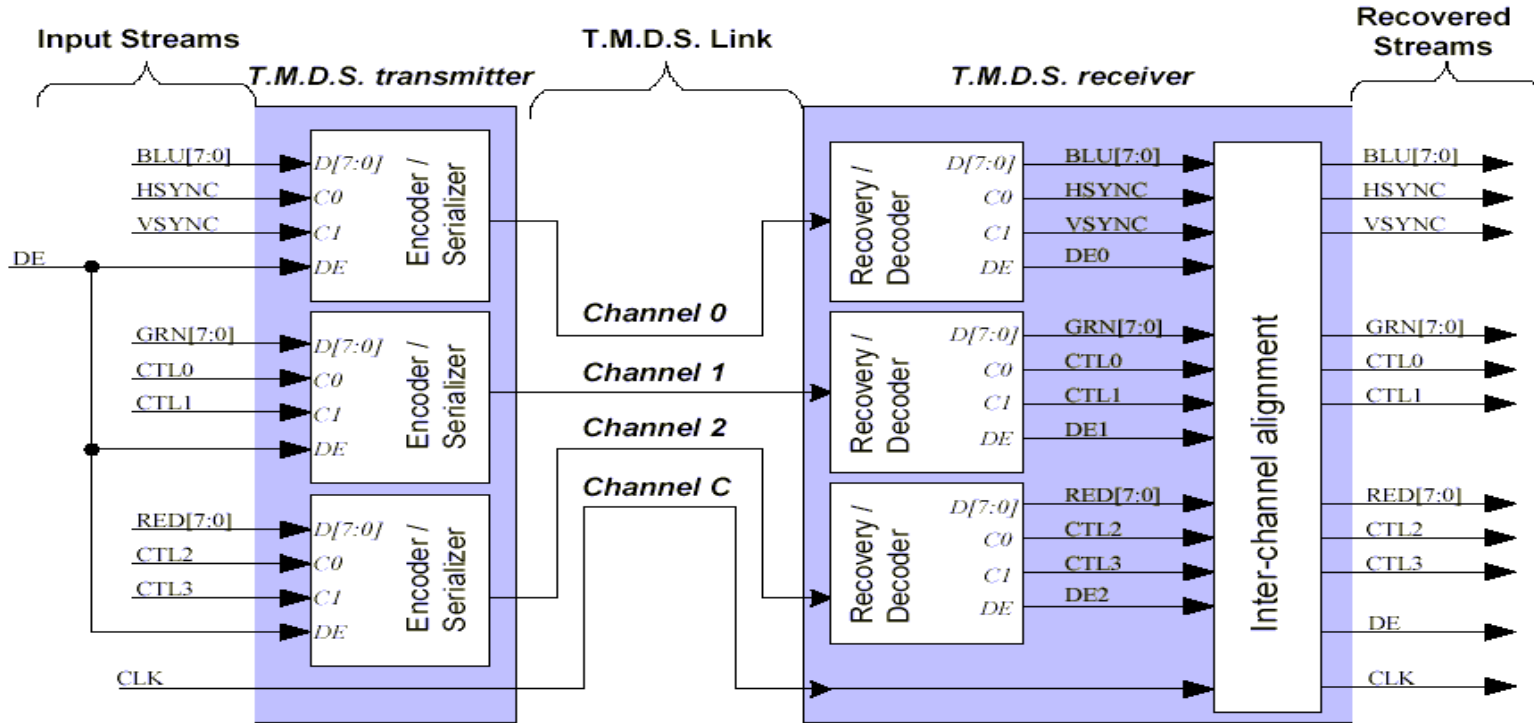 Input Streams
T.M.D.S. Link
Recovered
Streams
T.M.D.S. transmitter
T.M.D.S. receiver
BLU[7:0]
HSYNC
VSYNC
DE
D[7:0]
C0
C1
DE
Encoder /
Serializer
GRN[7:0]
CTL0
CTL1
D[7:0]
C0
C1
DE
Encoder /
Serializer
RED[7:0]
CTL2
CTL3
D[7:0]
C0
C1
DE
Encoder /
Serializer
CLK
Channel 0
Channel 1
Channel 2
Channel C
Recovery /
Decoder
D[7:0]
C0
C1
DE
BLU[7:0]
HSYNC
VSYNC
DE0
Recovery /
Decoder
D[7:0]
C0
C1
DE
GRN[7:0]
CTL0
CTL1
DE1
Recovery /
Decoder
D[7:0]
C0
C1
DE
RED[7:0]
CTL2
CTL3
DE2
Inter-channel alignment
BLU[7:0]
HSYNC
VSYNC
GRN[7:0]
CTL0
CTL1
RED[7:0]
CTL2
CTL3
DE
CLK